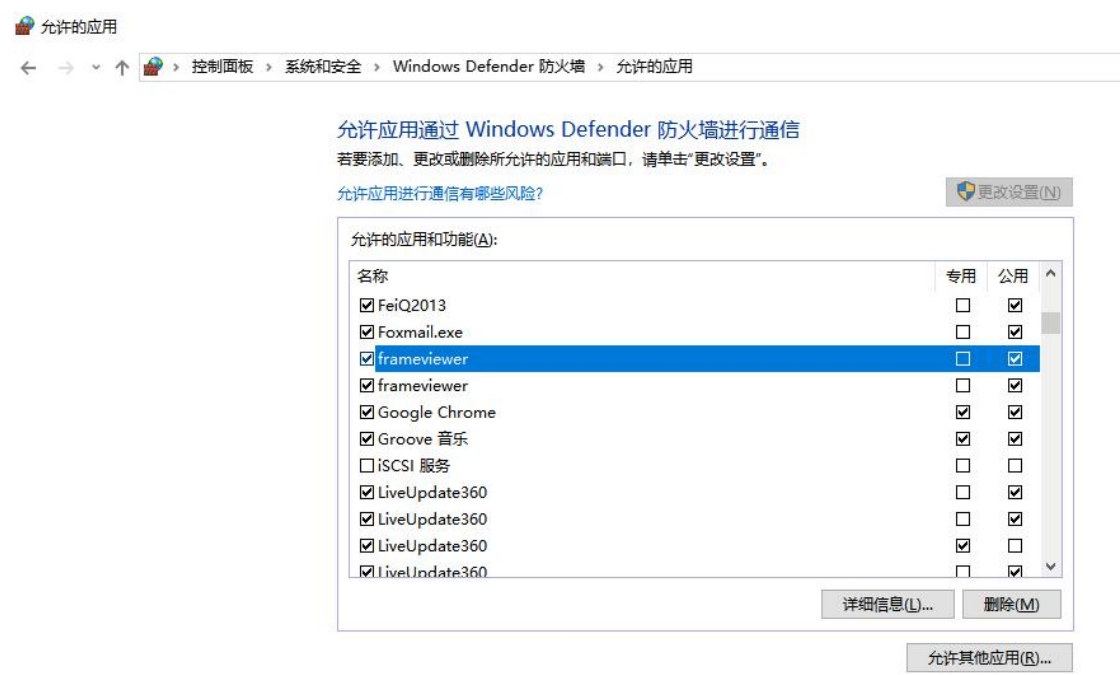 允许的应用
控制面板 › 系统和安全 › Windows Defender 防火墙 › 允许的应用
允许应用通过 Windows Defender 防火墙进行通信
若要添加、更改或删除所允许的应用和端口，请单击"更改设置"。
允许应用进行通信有哪些风险?
更改设置(N)
允许的应用和功能(A):
名称 专用 公用
FeiQ2013
Foxmail.exe
frameviewer
frameviewer
Google Chrome
Groove 音乐
iSCSI 服务
LiveUpdate360
LiveUpdate360
LiveUpdate360
LiveUpdate360
详细信息(L)... 删除(M)
允许其他应用(R)...